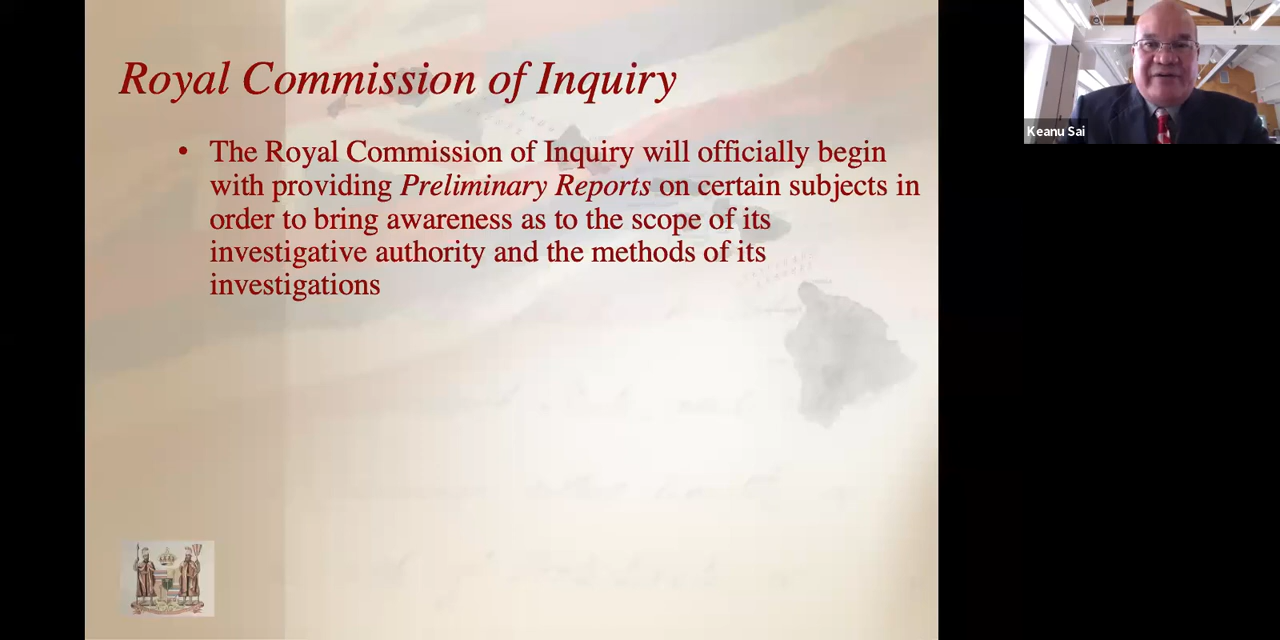 Royal Commission of Inquiry
• The Royal Commission of Inquiry will officially begin
with providing Preliminary Reports on certain subjects in
order to bring awareness as to the scope of its
investigative authority and the methods of its
investigations
Keanu Sai